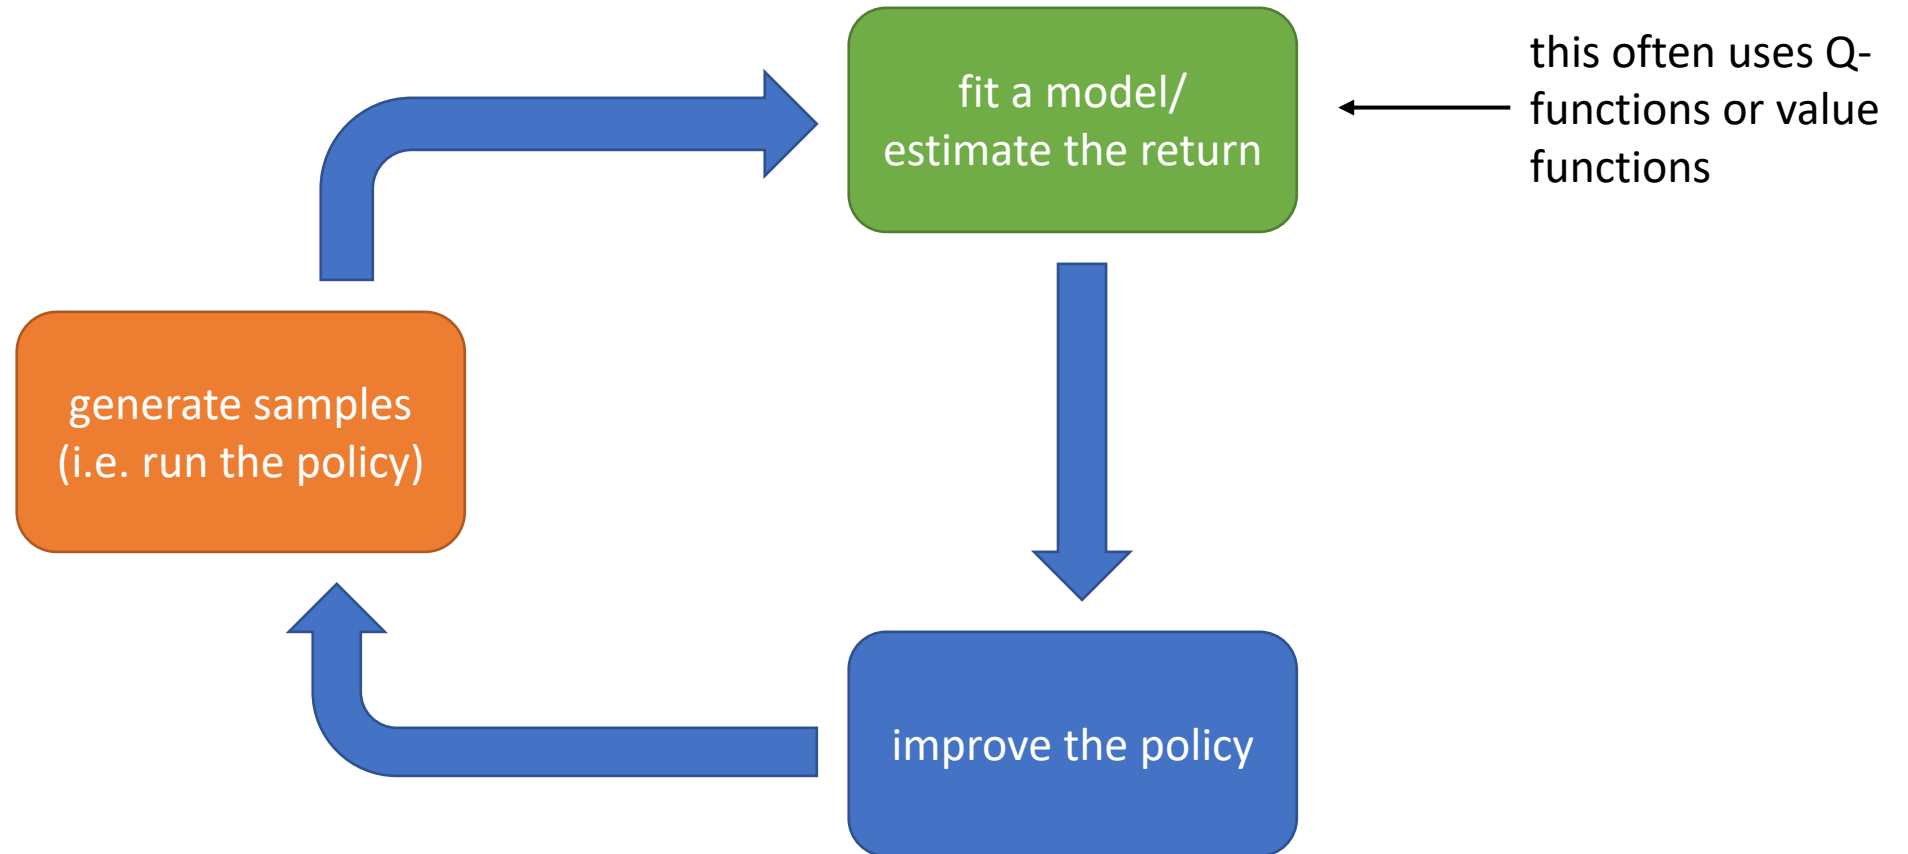 fit a model/
estimate the return
this often uses Q-
functions or value
functions
generate samples
(i.e. run the policy)
improve the policy